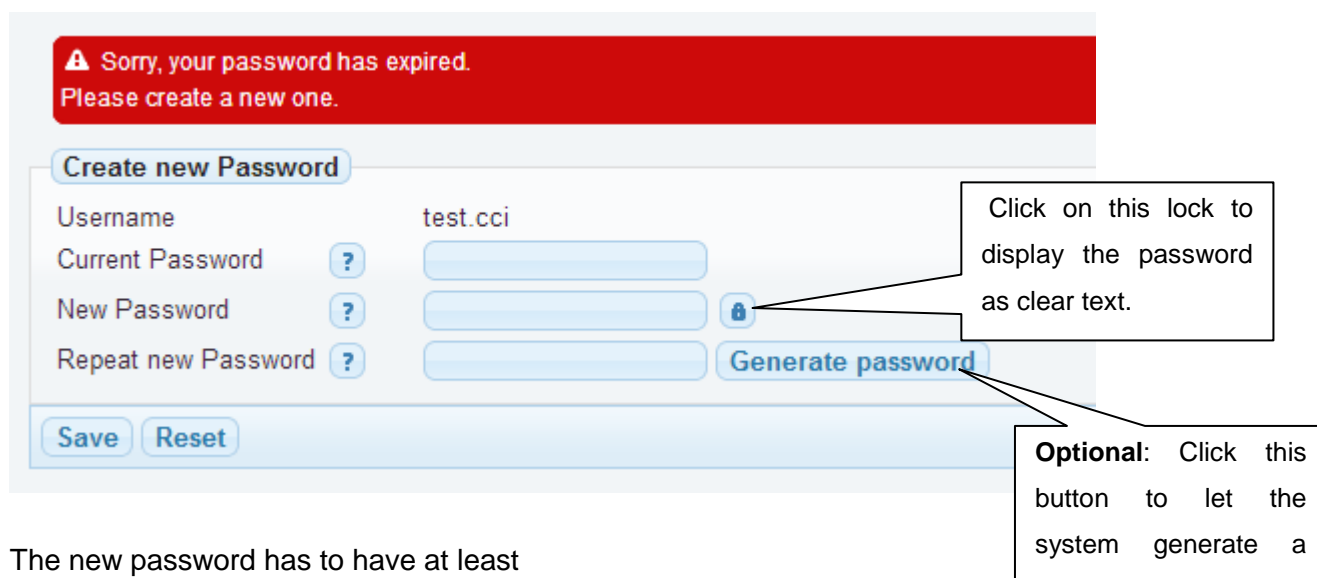 Sorry, your password has expired.
Please create a new one.
Create new Password
Username test.cci
Current Password ?
New Password ?
Repeat new Password ? Generate password
Save Reset
Click on this lock to
display the password
as clear text.
Optional: Click this
button to let the
system generate a
The new password has to have at least